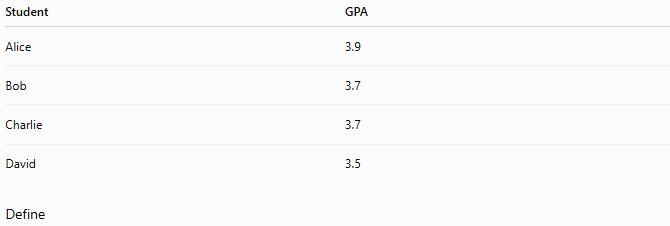 Student GPA
Alice 3.9
Bob 3.7
Charlie 3.7
David 3.5
Define